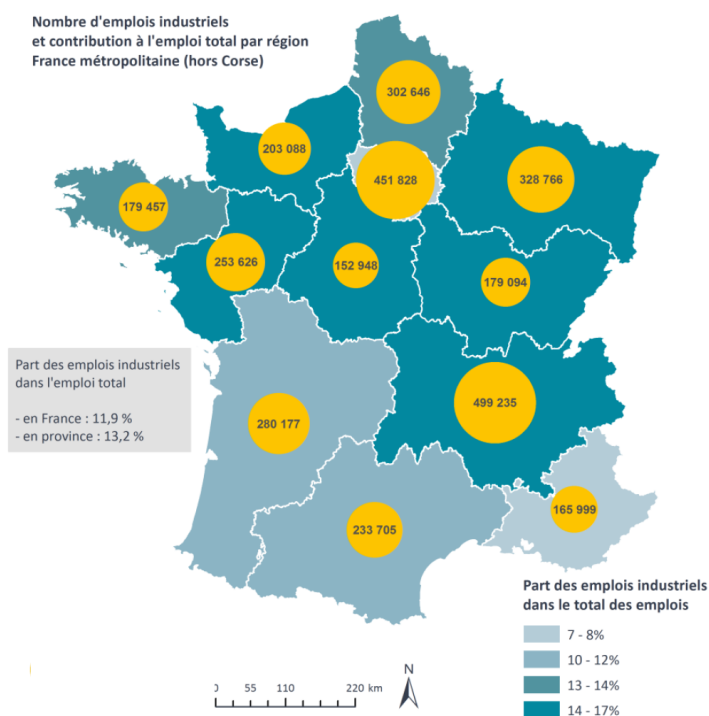 Nombre d'emplois industriels
et contribution à l'emploi total par région
France métropolitaine (hors Corse)
302 646
203 088
451 828
328 766
179 457
253 626
152 948
179 094
Part des emplois industriels
dans l'emploi total
- en France : 11,9 %
- en province : 13,2 %
280 177
499 235
233 705
165 999
Part des emplois industriels
dans le total des emplois
7 - 8%
10 - 12%
13 - 14%
14 - 17%
N
0 55 110 220 km